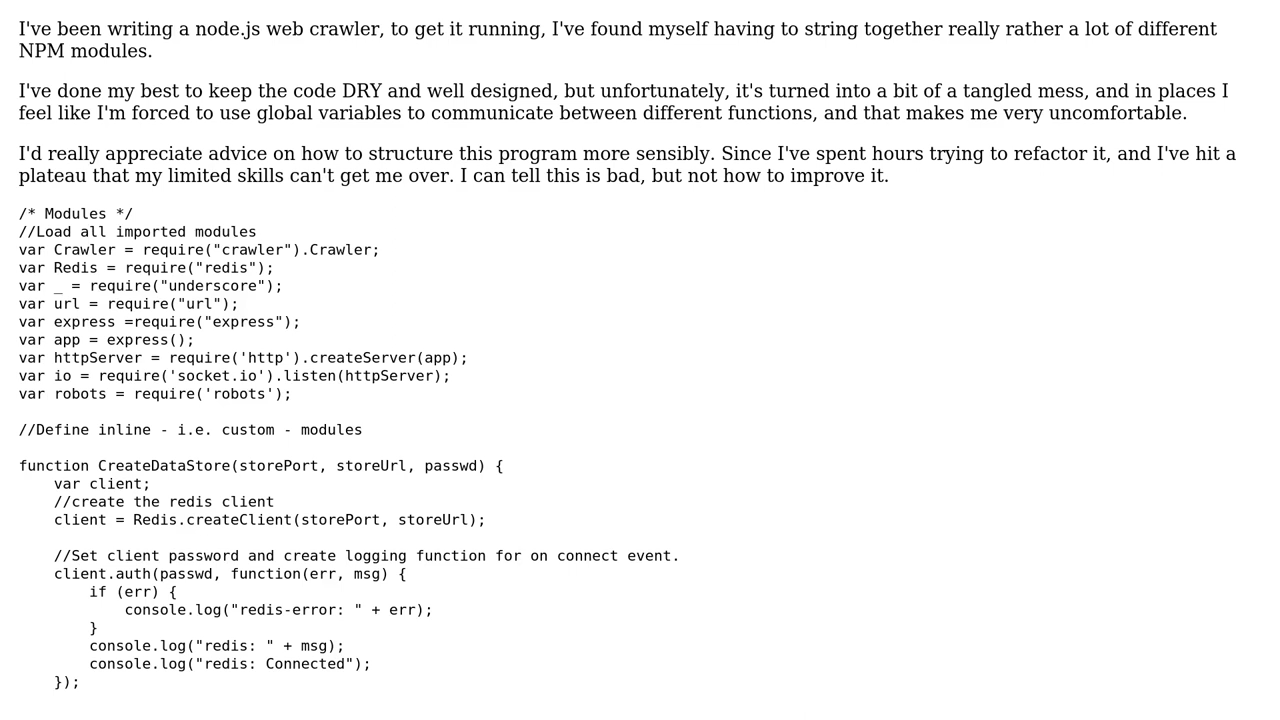 I've been writing a node.js web crawler, to get it running, I've found myself having to string together really rather a lot of different
NPM modules.
I've done my best to keep the code DRY and well designed, but unfortunately, it's turned into a bit of a tangled mess, and in places I
feel like I'm forced to use global variables to communicate between different functions, and that makes me very uncomfortable.
I'd really appreciate advice on how to structure this program more sensibly. Since I've spent hours trying to refactor it, and I've hit a
plateau that my limited skills can't get me over. I can tell this is bad, but not how to improve it.
/* Modules */
//Load all imported modules
var Crawler = require("crawler").Crawler;
var Redis = require("redis");
var _ = require("underscore");
var url = require("url");
var express =require("express");
var app = express();
var httpServer = require('http').createServer(app);
var io = require('socket.io').listen(httpServer);
var robots = require('robots');
//Define inline - i.e. custom - modules
function CreateDataStore(storePort, storeUrl, passwd) {
    var client;
    //create the redis client
    client = Redis.createClient(storePort, storeUrl);
    //Set client password and create logging function for on connect event.
    client.auth(passwd, function(err, msg) {
        if (err) {
            console.log("redis-error: " + err);
        }
        console.log("redis: " + msg);
        console.log("redis: Connected");
    });